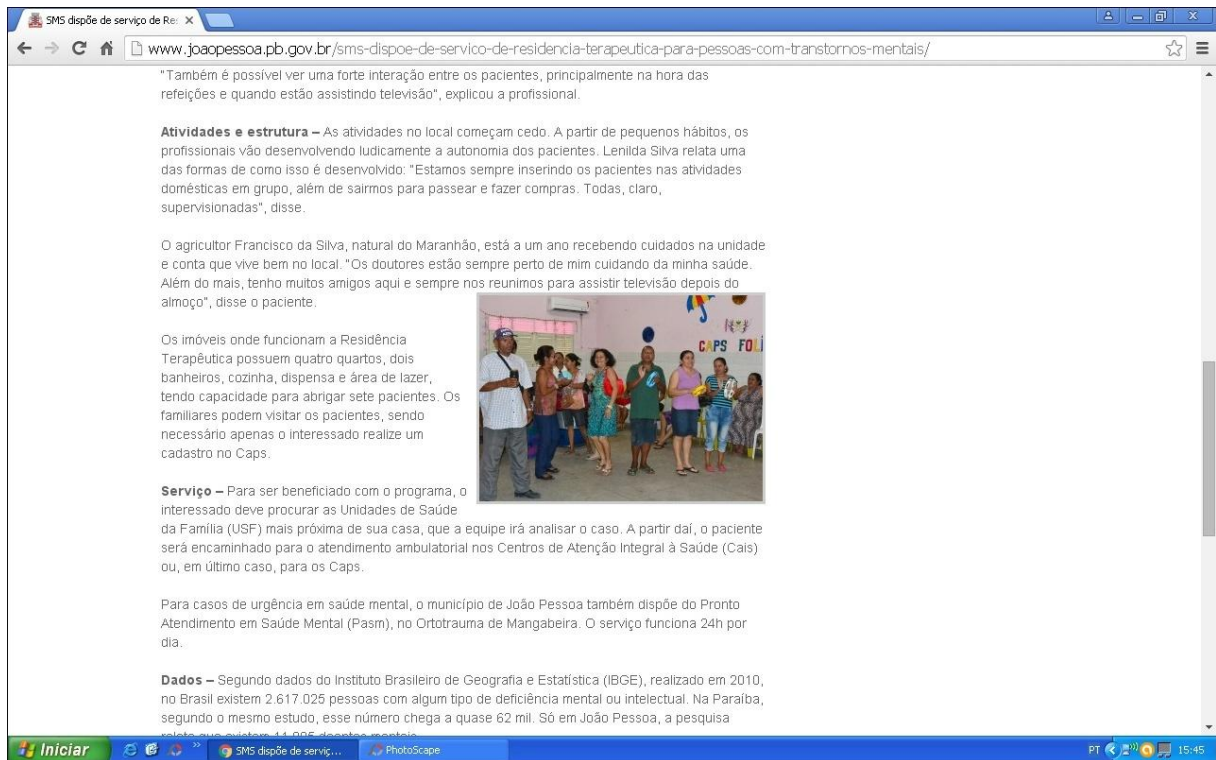 SMS dispõe de serviço de Re:
www.joaopessoa.pb.gov.br/sms-dispoe-de-servico-de-residencia-terapeutica-para-pessoas-com-transtornos-mentais/
"Também é possível ver uma forte interação entre os pacientes, principalmente na hora das
refeições e quando estão assistindo televisão", explicou a profissional.
Atividades e estrutura – As atividades no local começam cedo. A partir de pequenos hábitos, os
profissionais vão desenvolvendo ludicamente a autonomia dos pacientes. Lenilda Silva relata uma
das formas de como isso é desenvolvido: "Estamos sempre inserindo os pacientes nas atividades
domésticas em grupo, além de sairmos para passear e fazer compras. Todas, claro,
supervisionadas", disse.
O agricultor Francisco da Silva, natural do Maranhão, está a um ano recebendo cuidados na unidade
e conta que vive bem no local. "Os doutores estão sempre perto de mim cuidando da minha saúde.
Além do mais, tenho muitos amigos aqui e sempre nos reunimos para assistir televisão depois do
almoço", disse o paciente.
CAPS FOLI
Os imóveis onde funcionam a Residência
Terapêutica possuem quatro quartos, dois
banheiros, cozinha, dispensa e área de lazer,
tendo capacidade para abrigar sete pacientes. Os
familiares podem visitar os pacientes, sendo
necessário apenas o interessado realize um
cadastro no Caps.
Serviço – Para ser beneficiado com o programa, o
interessado deve procurar as Unidades de Saúde
da Família (USF) mais próxima de sua casa, que a equipe irá analisar o caso. A partir daí, o paciente
será encaminhado para o atendimento ambulatorial nos Centros de Atenção Integral à Saúde (Cais)
ou, em último caso, para os Caps.
Para casos de urgência em saúde mental, o município de João Pessoa também dispõe do Pronto
Atendimento em Saúde Mental (Pasm), no Ortotrauma de Mangabeira. O serviço funciona 24h por
dia.
Dados – Segundo dados do Instituto Brasileiro de Geografia e Estatística (IBGE), realizado em 2010,
no Brasil existem 2.617.025 pessoas com algum tipo de deficiência mental ou intelectual. Na Paraíba,
segundo o mesmo estudo, esse número chega a quase 62 mil. Só em João Pessoa, a pesquisa
Iniciar
SMS dispõe de serviç...
PhotoScape
PT
15:45